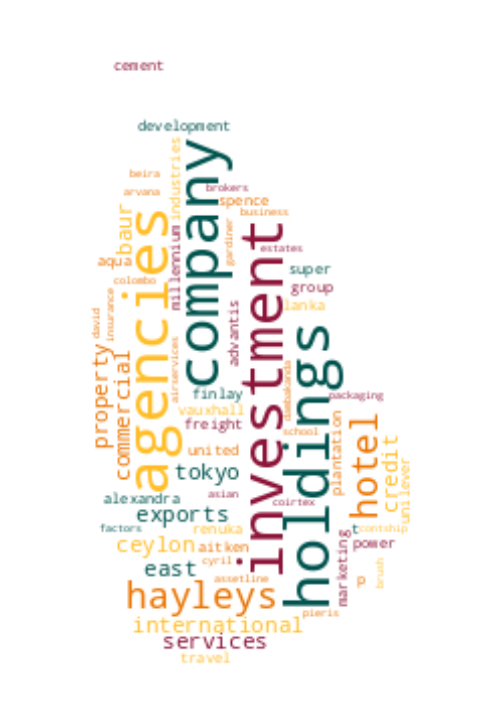 cement
development
company
industries
beira
arvana
brokers
spence
business
baur
agencies
gardiner
millennium
investment
estates
aqua
super
colombo
group
lanka
david
insurance
advantis
holdings
airservices
property
commercial
finlay
dambakanda
packaging
vauxhall
freight
school
plantation
hotel
united
tokyo
credit
unilever
alexandra
asian
coirtex
exports
factors
renuka
t
contship
ceylon
aitken
marketing
power
east
cyril
assetline
p
brush
hayleys
pieris
international
services
travel